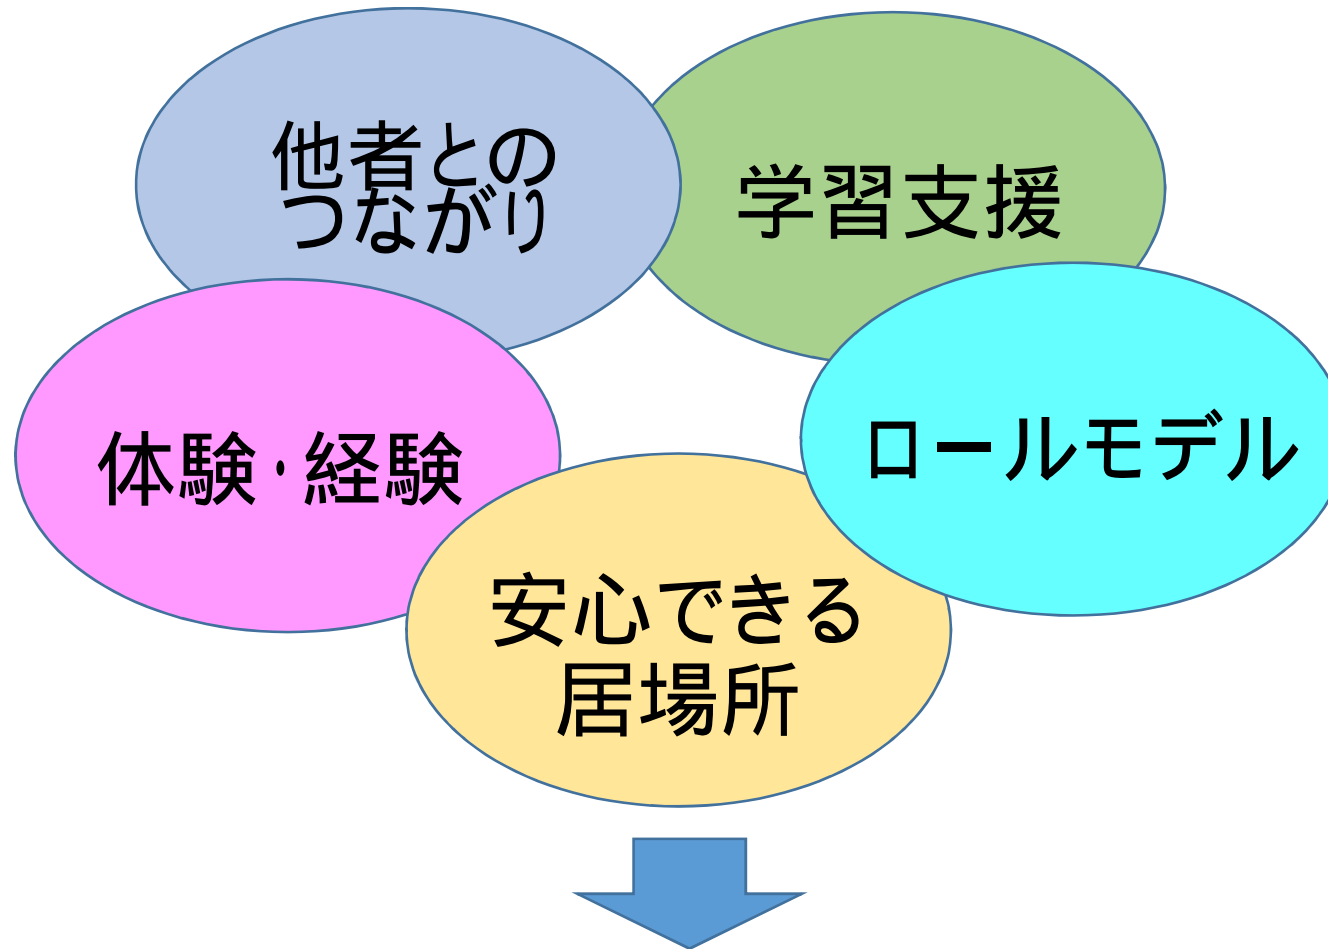 他者との
つながり
学習支援
体験・経験
ロールモデル
安心できる
居場所